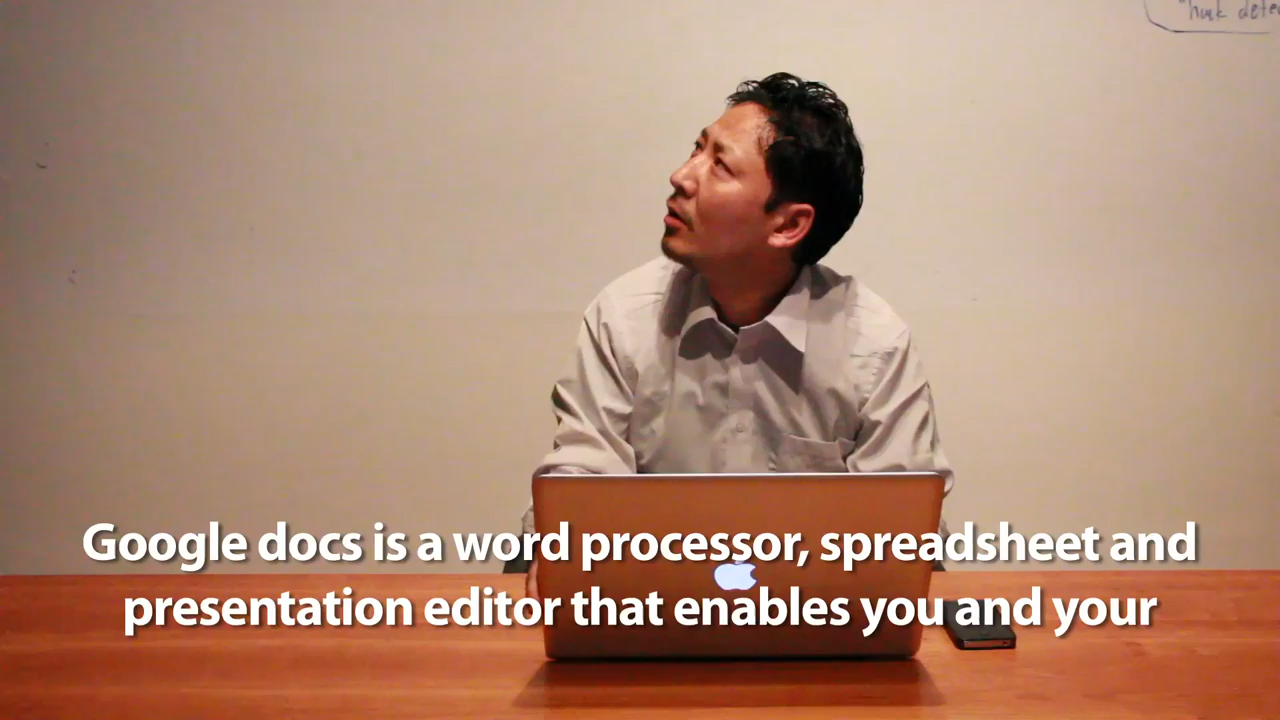 Google docs is a word processor, spreadsheet and
presentation editor that enables you and your